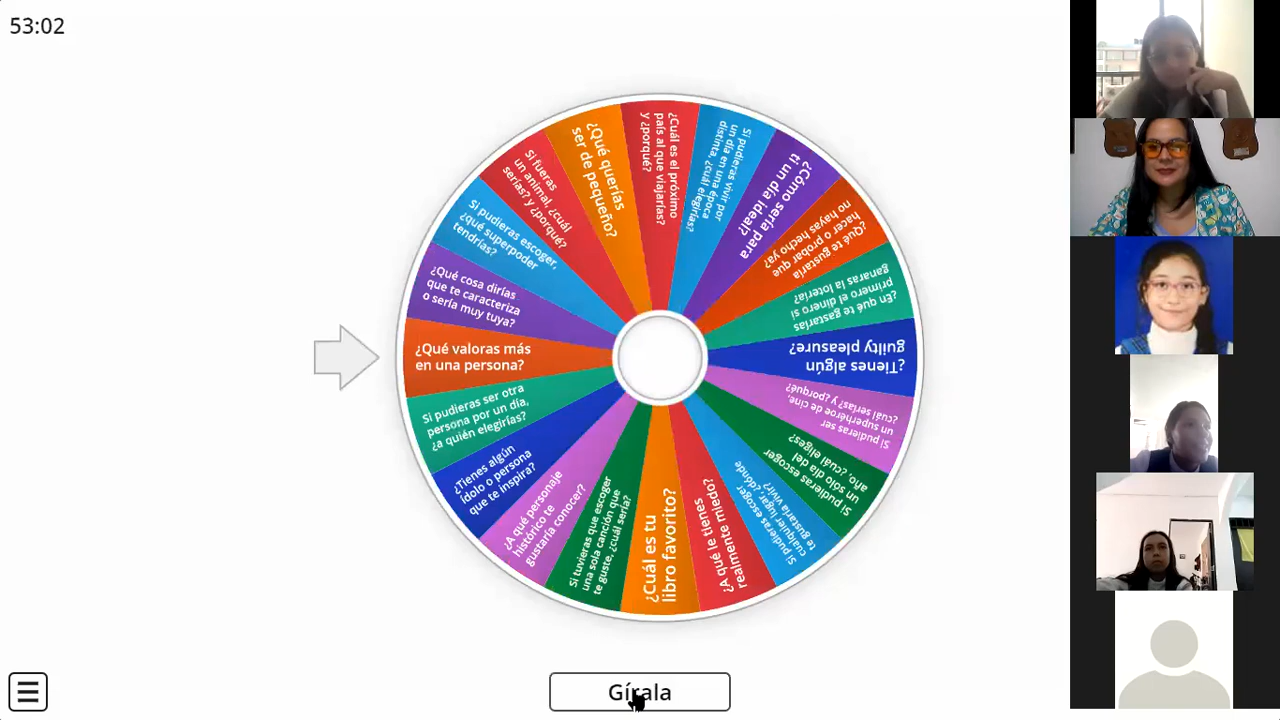 53:02
¿Cuál es el próximo
país al que viajarías?
y ¿porqué?
Si pudieras vivir por
un día en una época
distinta, ¿cuál elegirías?
¿Cómo sería para
ti un día ideal?
¿Qué te gustaría
hacer o probar que
no hayas hecho ya?
¿En qué te gastarías
primero el dinero si
ganaras la lotería?
¿Tienes algún
guilty pleasure?
Si pudieras ser
un superhéroe de cine,
¿cuál serías? y ¿porqué?
Si pudieras escoger
un sólo día del
año, ¿cuál eliges?
Si pudieras escoger
cualquier lugar, ¿dónde
te gustaría vivir?
¿A qué le tienes
realmente miedo?
¿Cuál es tu
libro favorito?
Si tuvieras que escoger
una sola canción que
te guste, ¿cuál sería?
¿A qué personaje
histórico te
gustaría conocer?
¿Tienes algún
ídolo o persona
que te inspira?
Si pudieras ser otra
persona por un día,
¿a quién elegirías?
¿Qué valoras más
en una persona?
¿Qué cosa dirías
que te caracteriza
o sería muy tuya?
Si pudieras escoger,
¿qué superpoder
tendrías?
Si fueras
un animal, ¿cuál
serías? y ¿porqué?
¿Qué querías
ser de pequeño?
Gírala